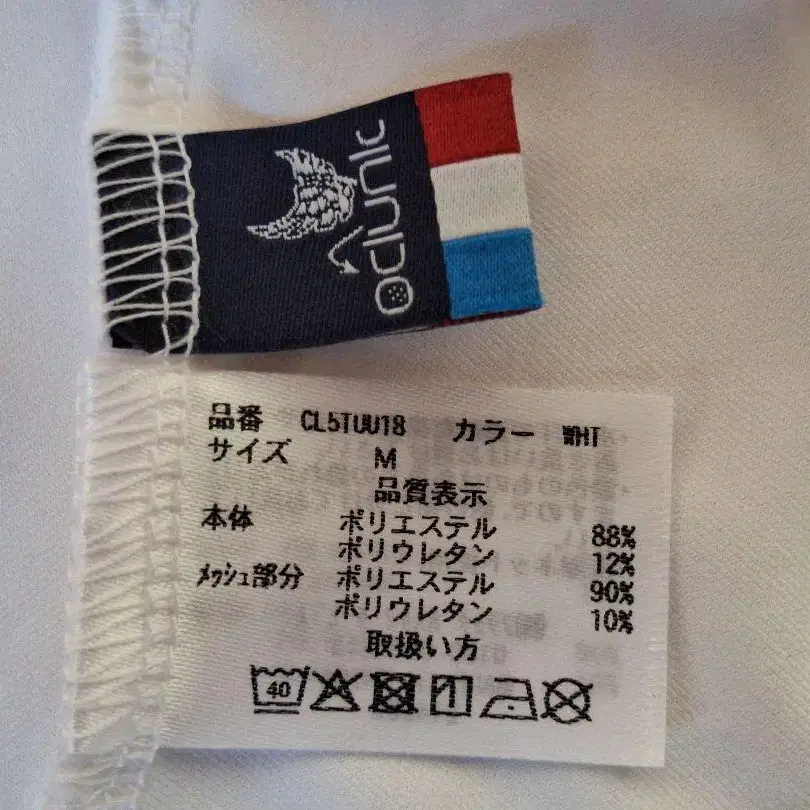 clunic
品番 CL5TUU18 カラー WHT
サイズ M
品質表示
本体 ポリエステル 88%
ポリウレタン 12%
メッシュ部分 ポリエステル 90%
ポリウレタン 10%
取扱い方
40